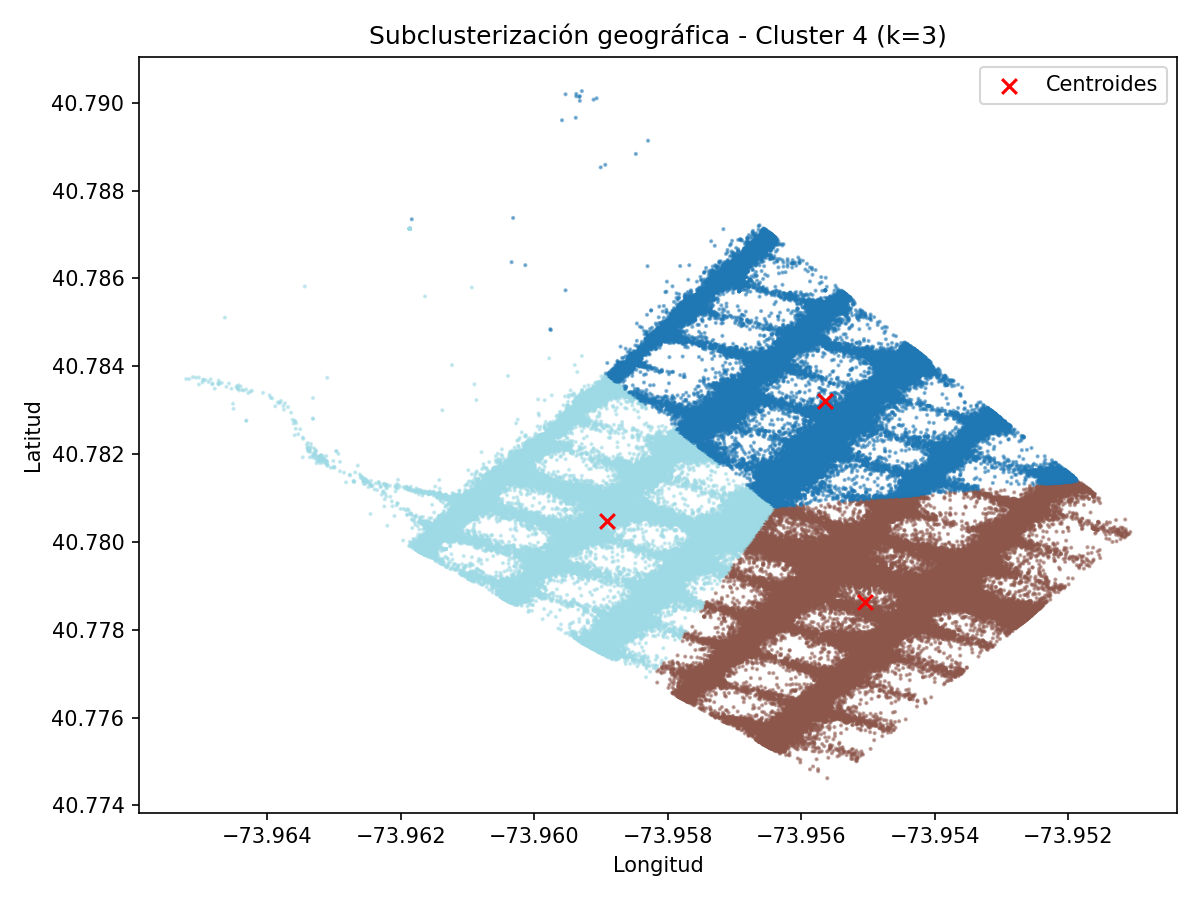 Subclusterización geográfica - Cluster 4 (k=3)
Centroides
Latitud
40.790
40.788
40.786
40.784
40.782
40.780
40.778
40.776
40.774
−73.964 −73.962 −73.960 −73.958 −73.956 −73.954 −73.952
Longitud